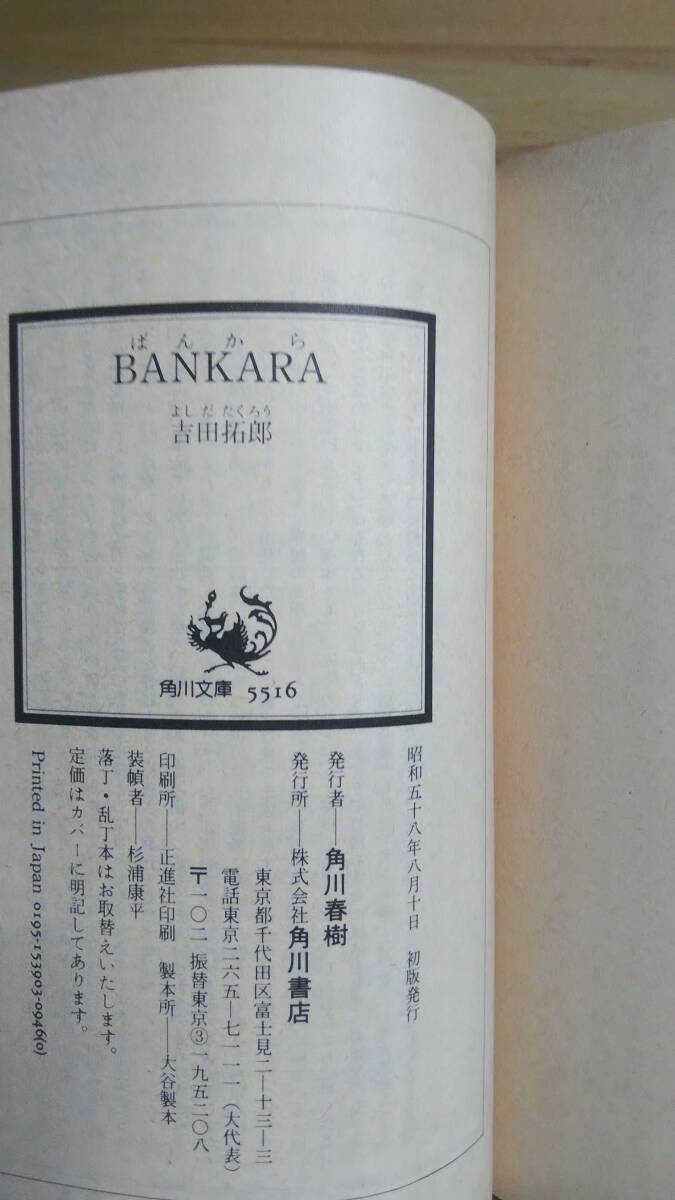 ばんから
BANKARA
よしだ たくろう
吉田拓郎
角川文庫 5516
昭和五十八年八月十日 初版発行
発行者——角川春樹
発行所——株式会社角川書店
東京都千代田区富士見二—十三—三
電話東京二六五—七一一一(大代表)
〒一〇二 振替東京③一九五二〇八
印刷所——正進社印刷 製本所——大谷製本
装幀者——杉浦康平
落丁・乱丁本はお取替えいたします。
定価はカバーに明記してあります。
Printed in Japan 0195-153903-0946(0)